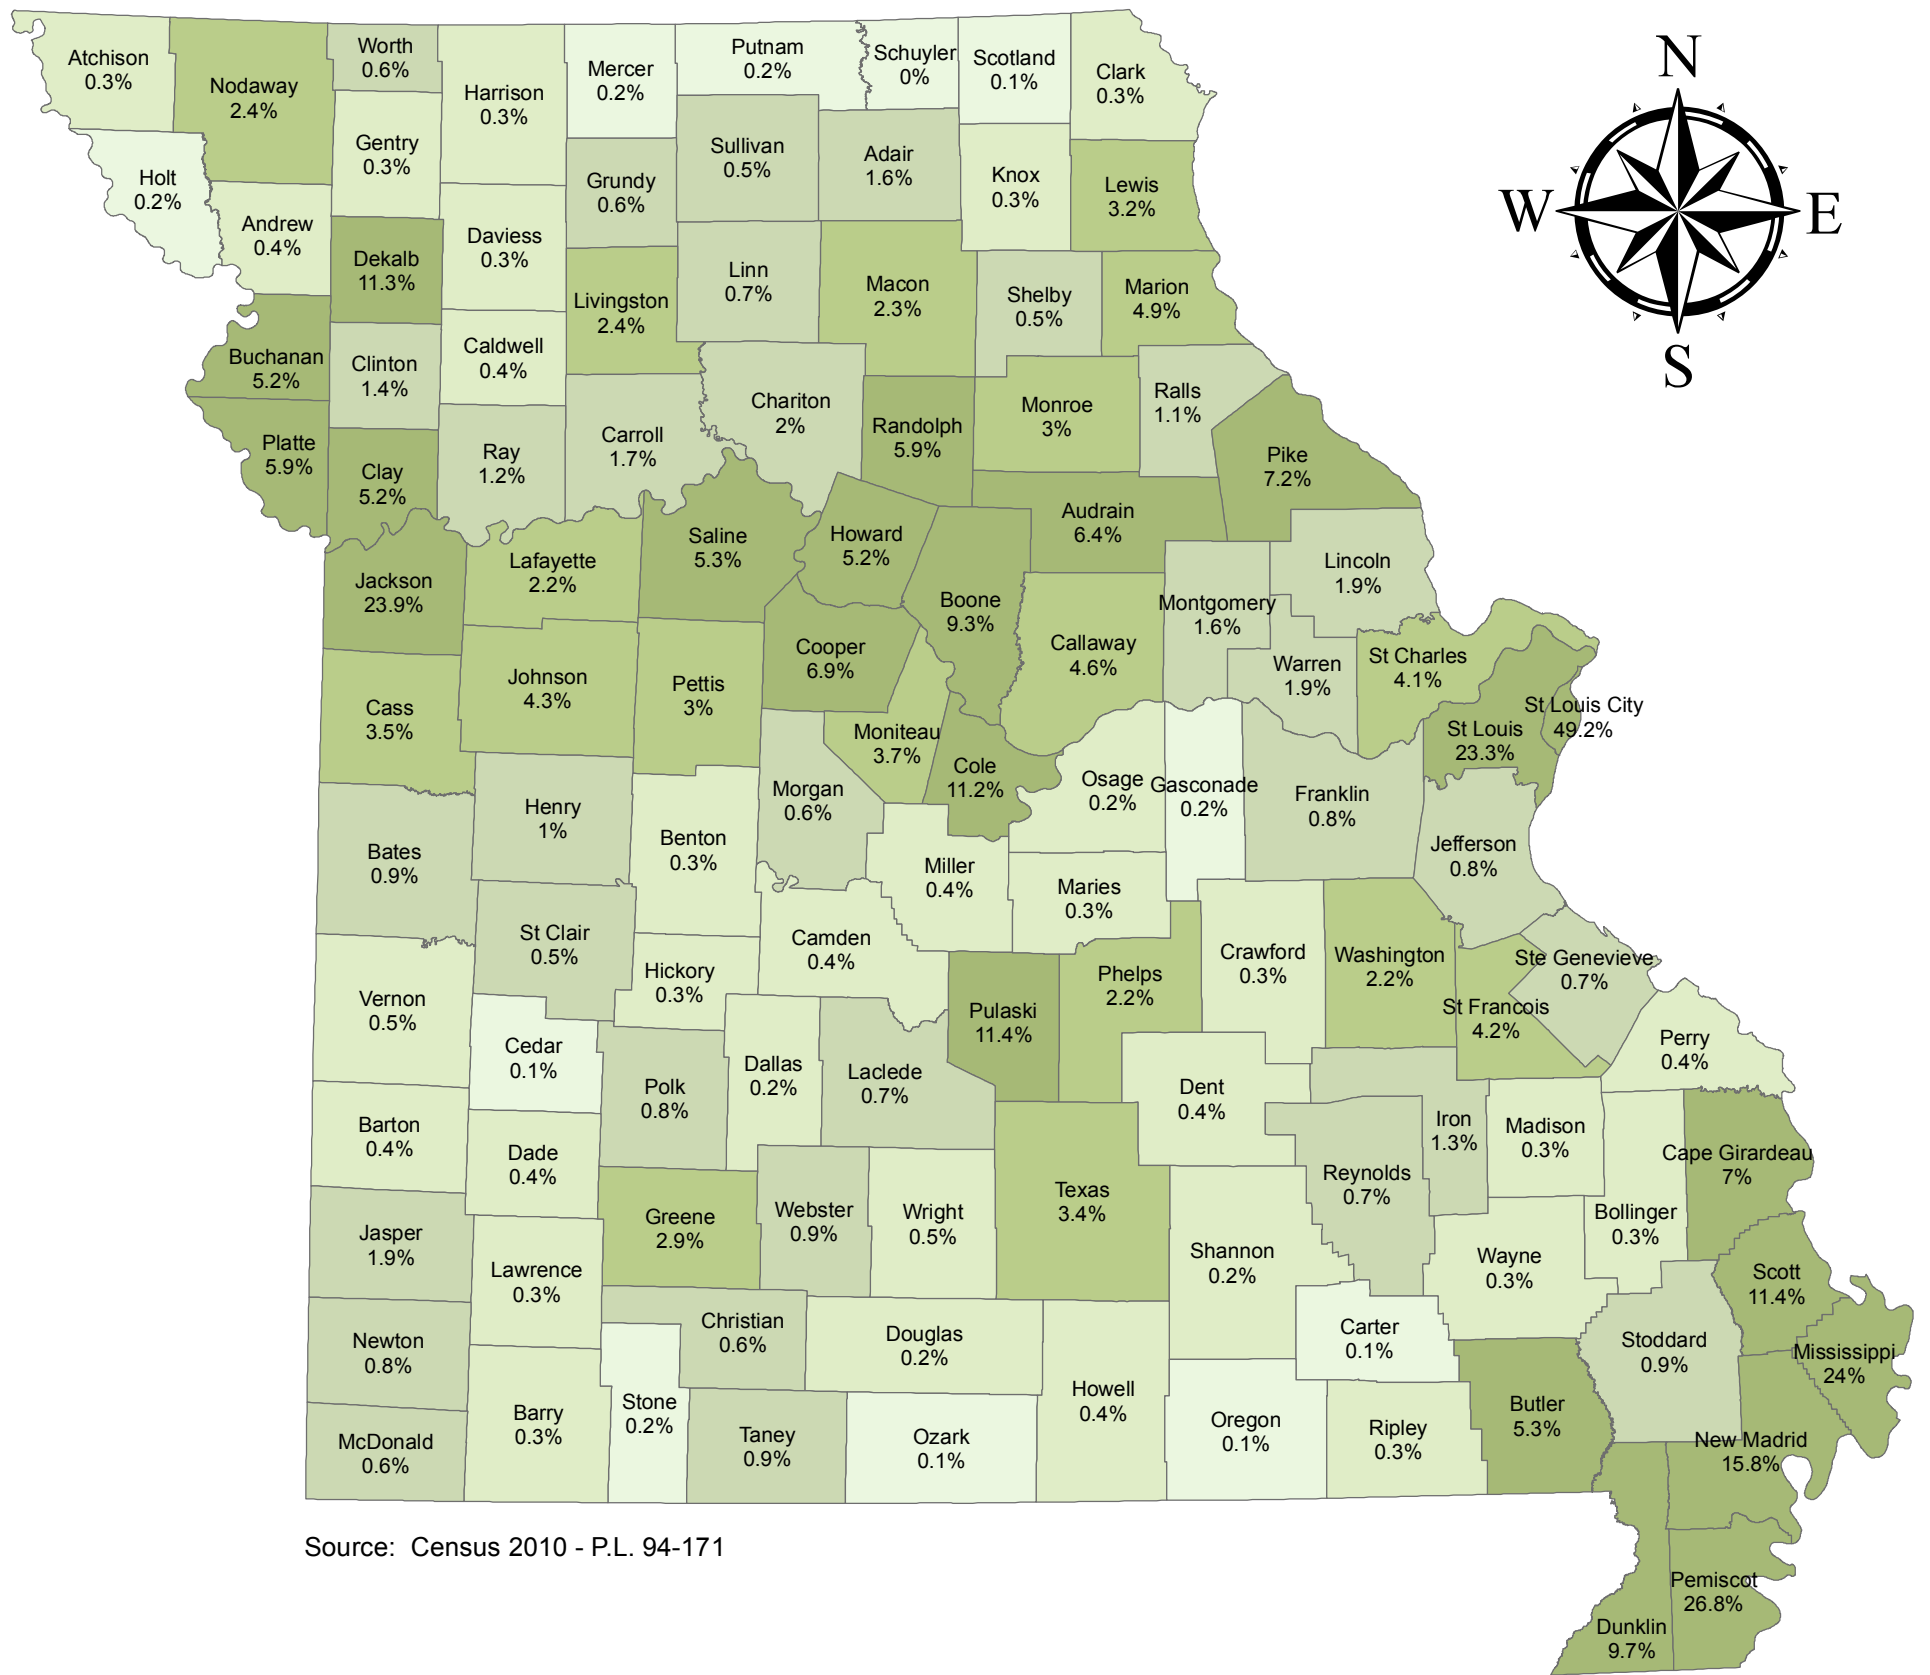 Atchison
0.3%
Nodaway
2.4%
Worth
0.6%
Harrison
0.3%
Mercer
0.2%
Putnam
0.2%
Schuyler
0%
Scotland
0.1%
Clark
0.3%
N
W
E
S
Holt
0.2%
Andrew
0.4%
Gentry
0.3%
Dekalb
11.3%
Daviess
0.3%
Grundy
0.6%
Sullivan
0.5%
Adair
1.6%
Knox
0.3%
Lewis
3.2%
Livingston
2.4%
Linn
0.7%
Macon
2.3%
Shelby
0.5%
Marion
4.9%
Buchanan
5.2%
Clinton
1.4%
Caldwell
0.4%
Chariton
2%
Randolph
5.9%
Monroe
3%
Ralls
1.1%
Pike
7.2%
Platte
5.9%
Clay
5.2%
Ray
1.2%
Carroll
1.7%
Jackson
23.9%
Lafayette
2.2%
Saline
5.3%
Howard
5.2%
Boone
9.3%
Audrain
6.4%
Callaway
4.6%
Montgomery
1.6%
Lincoln
1.9%
Warren
1.9%
St Charles
4.1%
St Louis City
49.2%
St Louis
23.3%
Cass
3.5%
Johnson
4.3%
Pettis
3%
Cooper
6.9%
Moniteau
3.7%
Cole
11.2%
Osage
0.2%
Gasconade
0.2%
Franklin
0.8%
Jefferson
0.8%
Bates
0.9%
Henry
1%
Benton
0.3%
Morgan
0.6%
Miller
0.4%
Maries
0.3%
St Clair
0.5%
Hickory
0.3%
Camden
0.4%
Pulaski
11.4%
Phelps
2.2%
Crawford
0.3%
Washington
2.2%
St Francois
4.2%
Ste Genevieve
0.7%
Perry
0.4%
Vernon
0.5%
Cedar
0.1%
Polk
0.8%
Dallas
0.2%
Laclede
0.7%
Dent
0.4%
Iron
1.3%
Madison
0.3%
Reynolds
0.7%
Bollinger
0.3%
Cape Girardeau
7%
Barton
0.4%
Dade
0.4%
Greene
2.9%
Webster
0.9%
Wright
0.5%
Texas
3.4%
Shannon
0.2%
Wayne
0.3%
Scott
11.4%
Mississippi
24%
Jasper
1.9%
Lawrence
0.3%
Christian
0.6%
Douglas
0.2%
Howell
0.4%
Carter
0.1%
Butler
5.3%
Stoddard
0.9%
New Madrid
15.8%
Newton
0.8%
McDonald
0.6%
Barry
0.3%
Stone
0.2%
Taney
0.9%
Ozark
0.1%
Oregon
0.1%
Ripley
0.3%
Pemiscot
26.8%
Dunklin
9.7%
Source: Census 2010 - P.L. 94-171